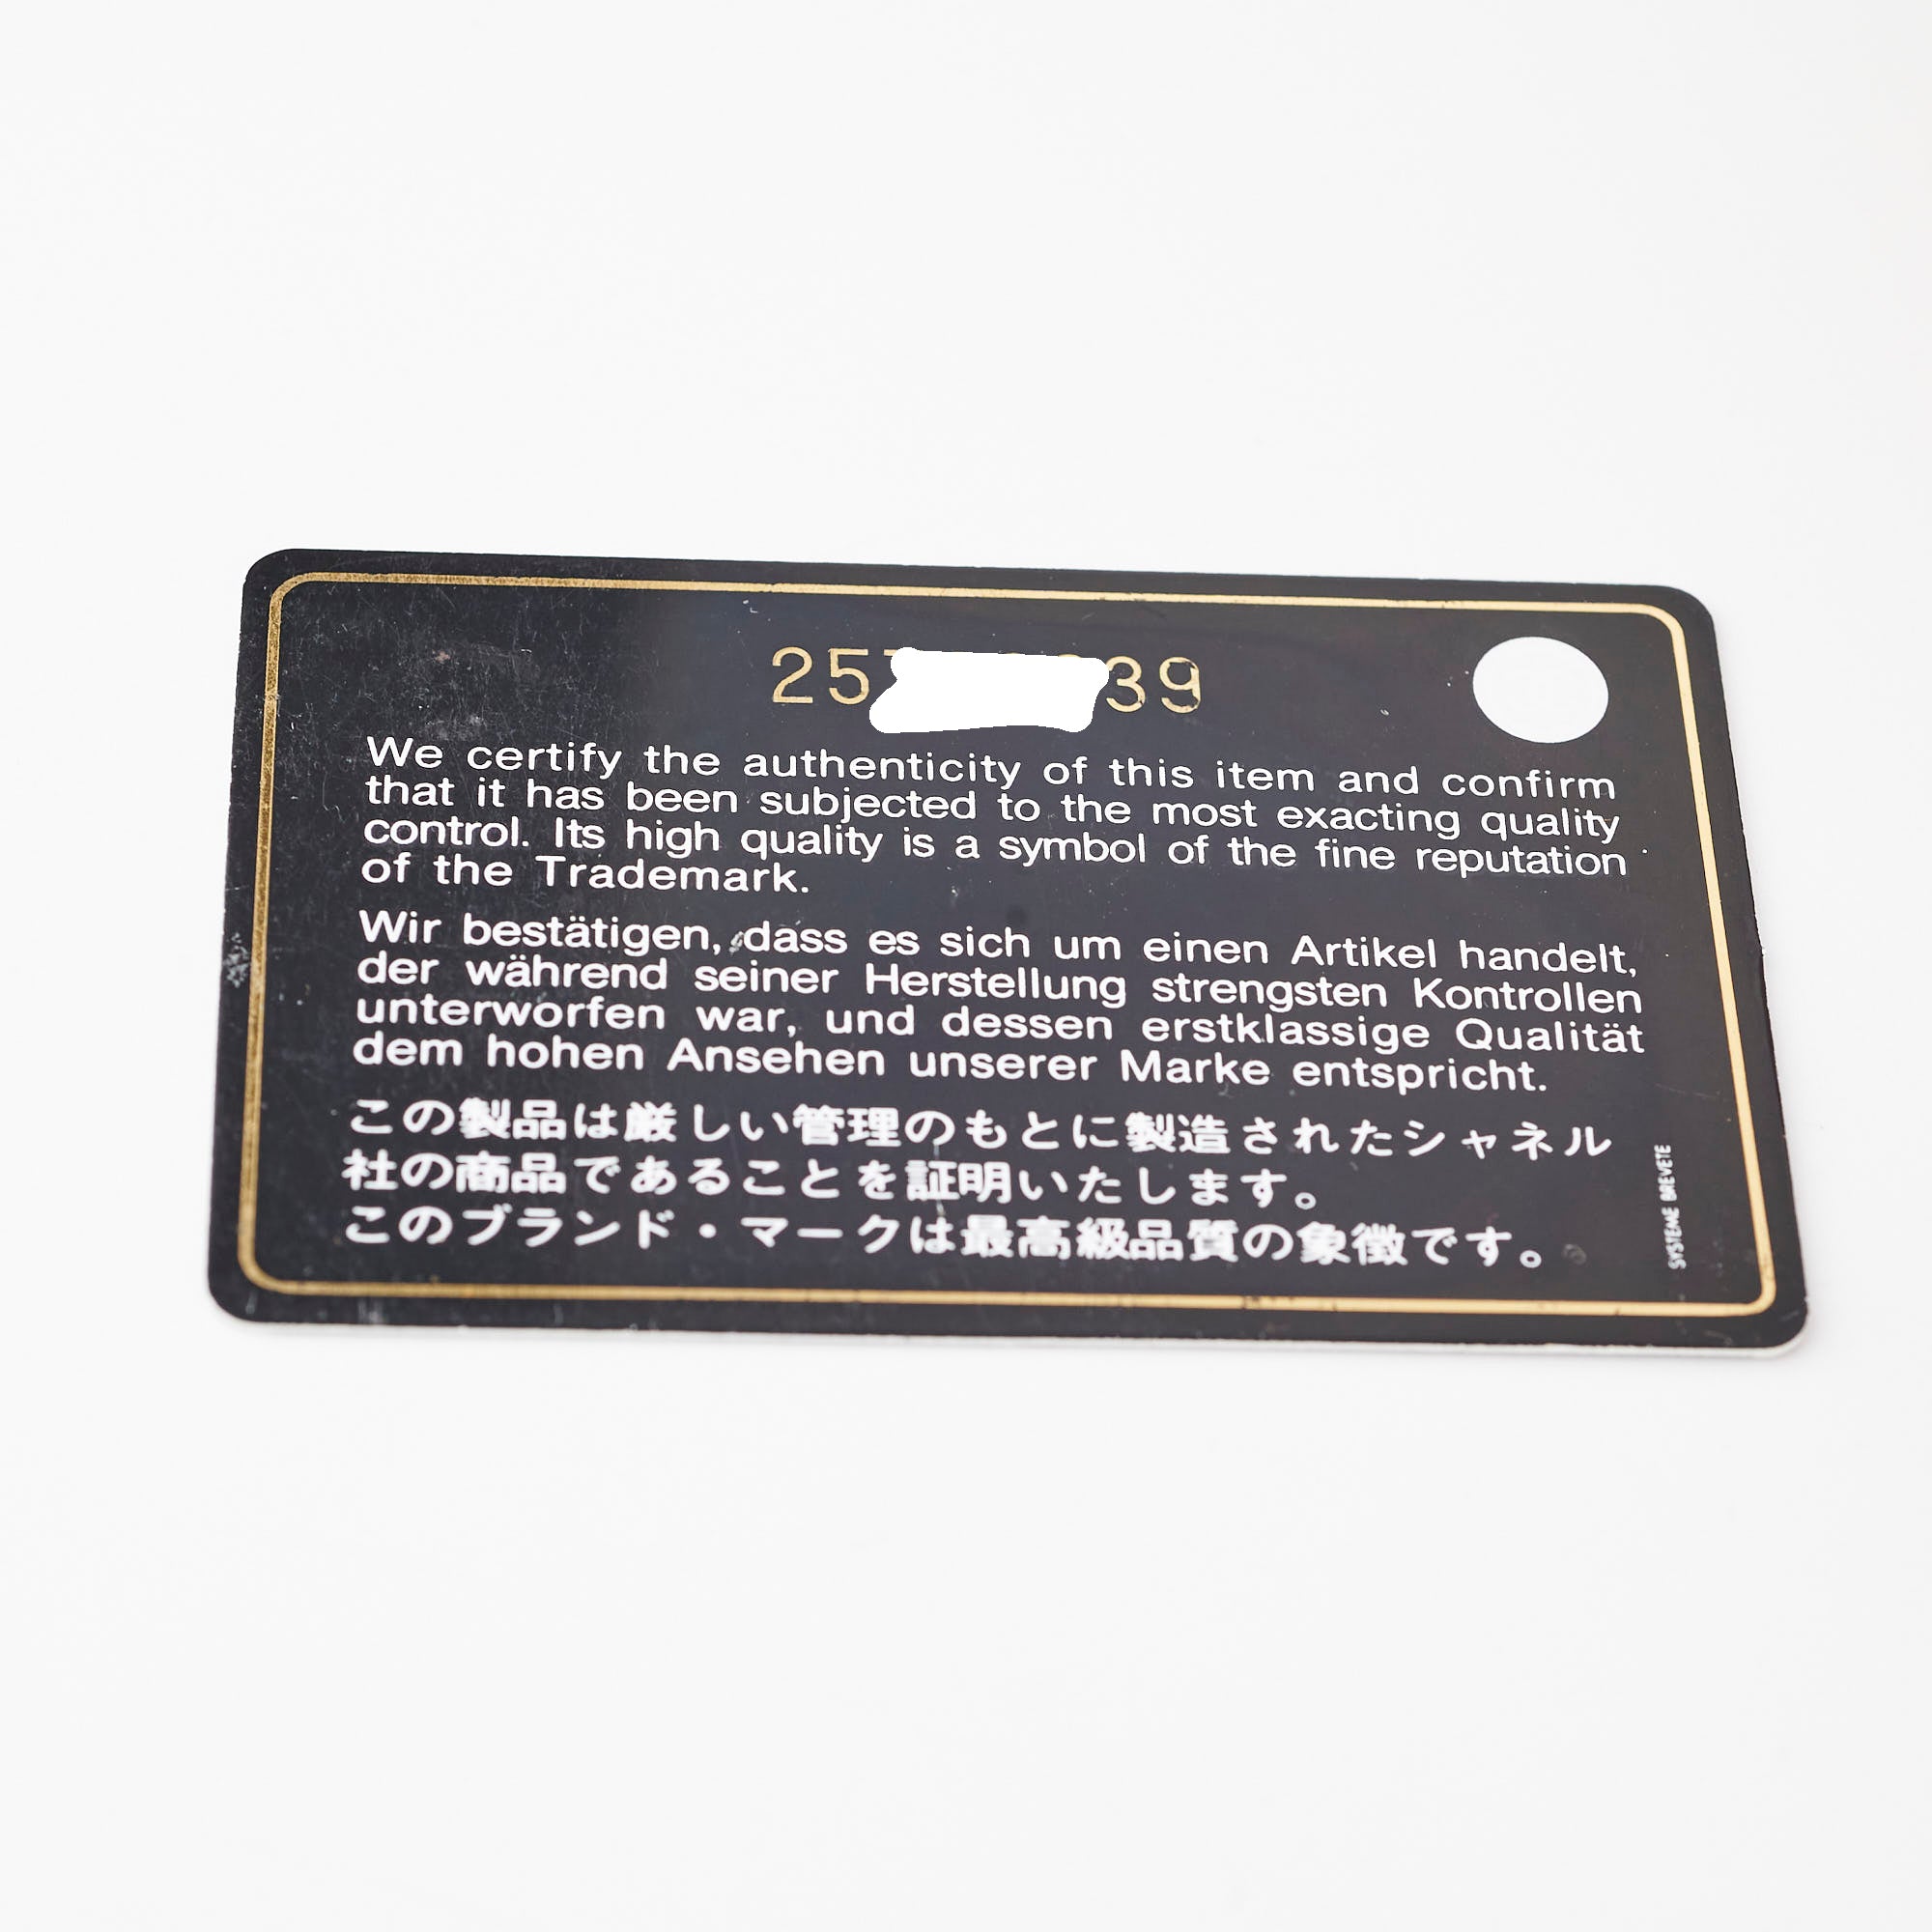 25 39
We certify the authenticity of this item and confirm
that it has been subjected to the most exacting quality
control. Its high quality is a symbol of the fine reputation
of the Trademark.
Wir bestätigen, dass es sich um einen Artikel handelt,
der während seiner Herstellung strengsten Kontrollen
unterworfen war, und dessen erstklassige Qualität
dem hohen Ansehen unserer Marke entspricht.
この製品は厳しい管理のもとに製造されたシャネル
社の商品であることを証明いたします。
このブランド・マークは最高級品質の象徴です。
SYSTEME BREVETE